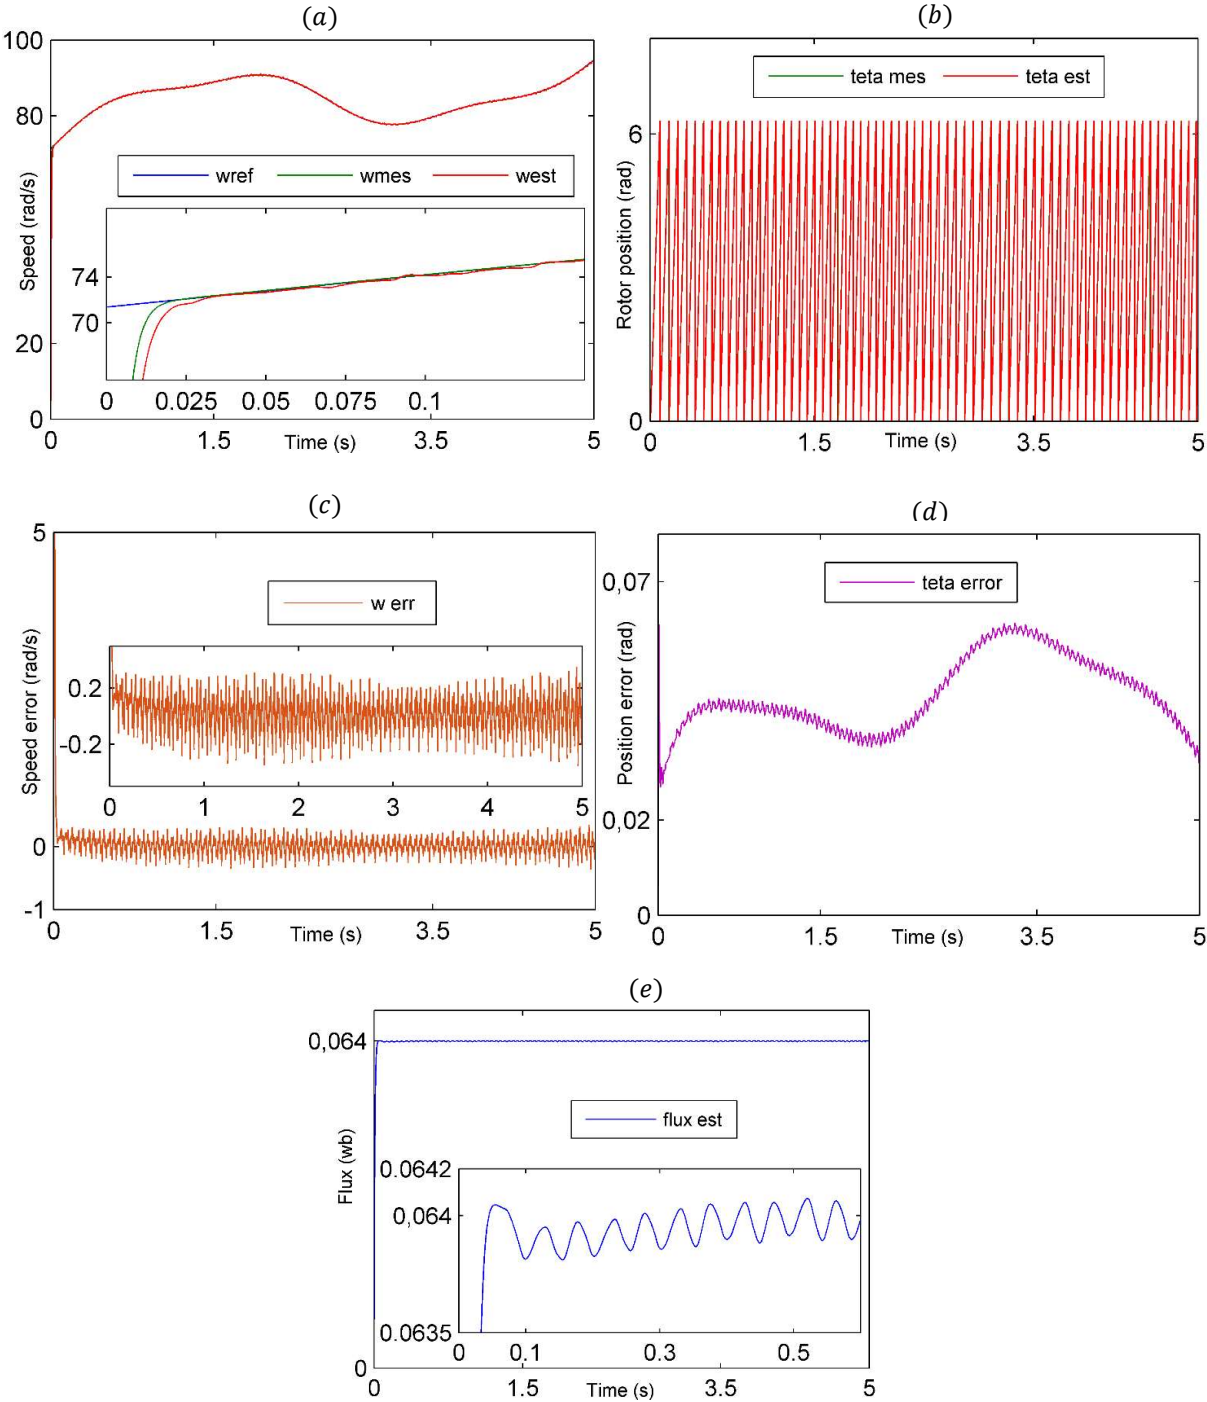 (a)
100
80
20
0
Speed (rad/s)
wref wmes west
74
70
0 0.025 0.05 0.075 0.1
0 1.5 3.5 5
Time (s)
(b)
teta mes teta est
6
0
Rotor position (rad)
0 1.5 3.5 5
Time (s)
(c)
5
0
-1
Speed error (rad/s)
w err
0.2
-0.2
0 1 2 3 4 5
0 1.5 3.5 5
Time (s)
(d)
0,07
0,02
0
Position error (rad)
teta error
0 1.5 3.5 5
Time (s)
(e)
0,064
0
Flux (wb)
flux est
0.0642
0,064
0.0635
0 0.1 0.3 0.5
0 1.5 3.5 5
Time (s)